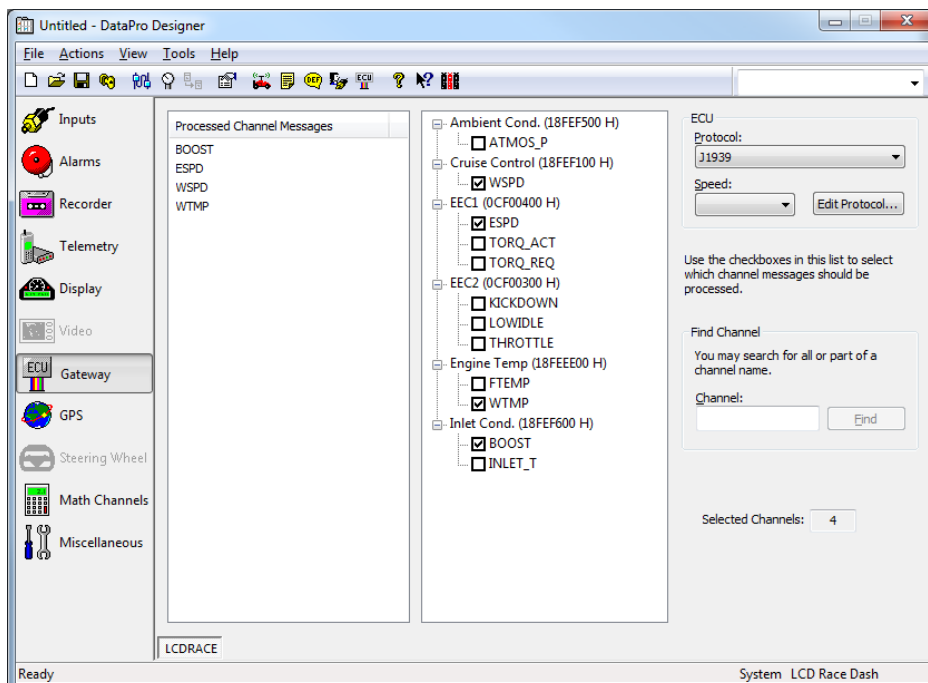 Untitled - DataPro Designer
File Actions View Tools Help
DEF ECU
Inputs
Alarms
Recorder
Telemetry
Display
Video
ECU
Gateway
GPS
Steering Wheel
Math Channels
Miscellaneous
Processed Channel Messages
BOOST
ESPD
WSPD
WTMP
Ambient Cond. (18FEF500 H)
ATMOS_P
Cruise Control (18FEF100 H)
WSPD
EEC1 (0CF00400 H)
ESPD
TORQ_ACT
TORQ_REQ
EEC2 (0CF00300 H)
KICKDOWN
LOWIDLE
THROTTLE
Engine Temp (18FEEE00 H)
FTEMP
WTMP
Inlet Cond. (18FEF600 H)
BOOST
INLET_T
ECU
Protocol:
J1939
Speed:
Edit Protocol...
Use the checkboxes in this list to select
which channel messages should be
processed.
Find Channel
You may search for all or part of a
channel name.
Channel:
Find
Selected Channels: 4
LCDRACE
Ready
System LCD Race Dash